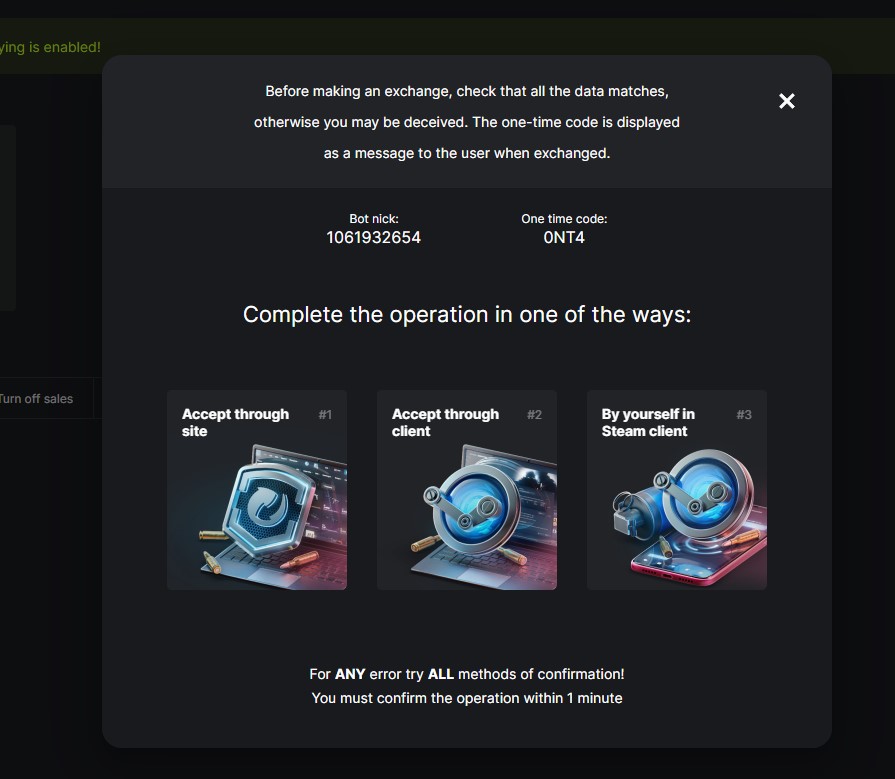 ying is enabled!
Before making an exchange, check that all the data matches,
otherwise you may be deceived. The one-time code is displayed
as a message to the user when exchanged.
Bot nick:
1061932654
One time code:
0NT4
Complete the operation in one of the ways:
Accept through
site
#1
Accept through
client
#2
By yourself in
Steam client
#3
Turn off sales
For ANY error try ALL methods of confirmation!
You must confirm the operation within 1 minute